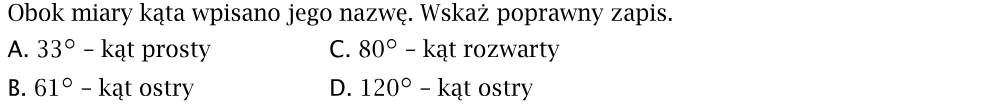 Obok miary kąta wpisano jego nazwę. Wskaż poprawny zapis.
A. 33° – kąt prosty C. 80° – kąt rozwarty
B. 61° – kąt ostry D. 120° – kąt ostry